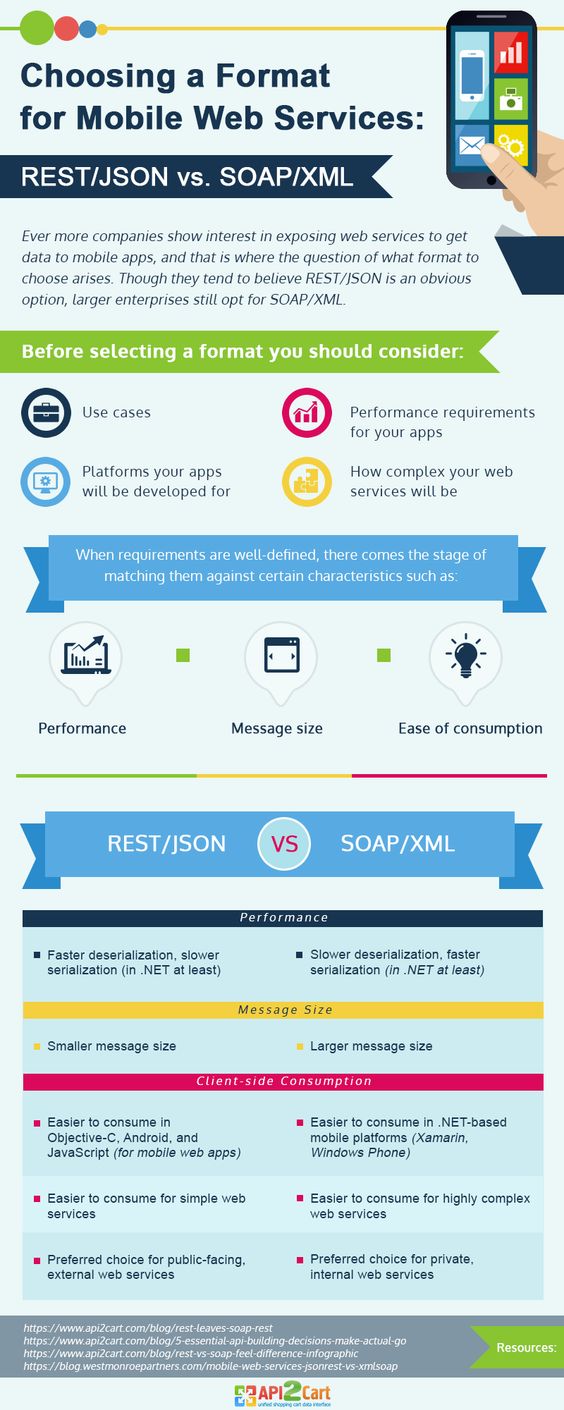 Choosing a Format
for Mobile Web Services:
REST/JSON vs. SOAP/XML
Ever more companies show interest in exposing web services to get
data to mobile apps, and that is where the question of what format to
choose arises. Though they tend to believe REST/JSON is an obvious
option, larger enterprises still opt for SOAP/XML.
Before selecting a format you should consider:
Use cases
Performance requirements
for your apps
Platforms your apps
will be developed for
How complex your web
services will be
When requirements are well-defined, there comes the stage of
matching them against certain characteristics such as:
Performance
Message size
Ease of consumption
REST/JSON VS SOAP/XML
Performance
Faster deserialization, slower
serialization (in .NET at least)
Slower deserialization, faster
serialization (in .NET at least)
Message Size
Smaller message size
Larger message size
Client-side Consumption
Easier to consume in
Objective-C, Android, and
JavaScript (for mobile web apps)
Easier to consume in .NET-based
mobile platforms (Xamarin,
Windows Phone)
Easier to consume for simple web
services
Easier to consume for highly complex
web services
Preferred choice for public-facing,
external web services
Preferred choice for private,
internal web services
https://www.api2cart.com/blog/rest-leaves-soap-rest
https://www.api2cart.com/blog/5-essential-api-building-decisions-make-actual-go
https://www.api2cart.com/blog/rest-vs-soap-feel-difference-infographic
https://blog.westmonroepartners.com/mobile-web-services-jsonrest-vs-xmlsoap
Resources:
API2Cart
unified shopping cart data interface